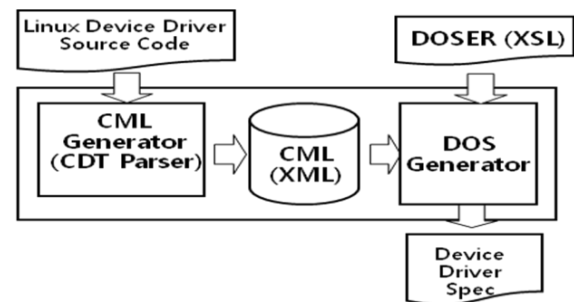 Linux Device Driver
Source Code
DOSER (XSL)
CML
Generator
(CDT Parser)
CML
(XML)
DOS
Generator
Device
Driver
Spec